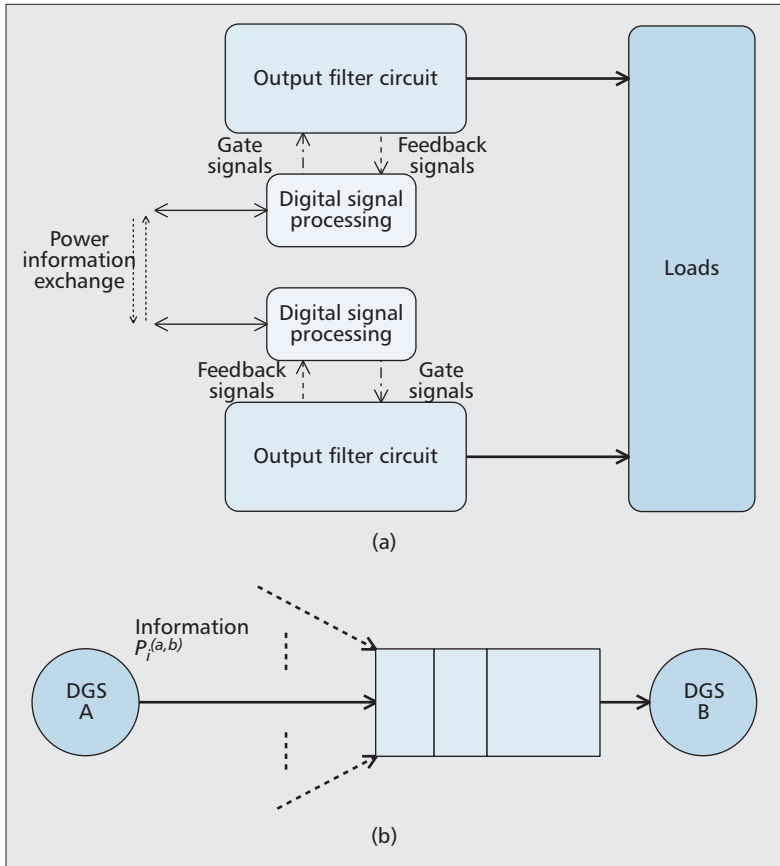 Output filter circuit
Gate
signals
Feedback
signals
Digital signal
processing
Power
information
exchange
Loads
Digital signal
processing
Feedback
signals
Gate
signals
Output filter circuit
(a)
Information
P_i^(a,b)
DGS
A
DGS
B
(b)